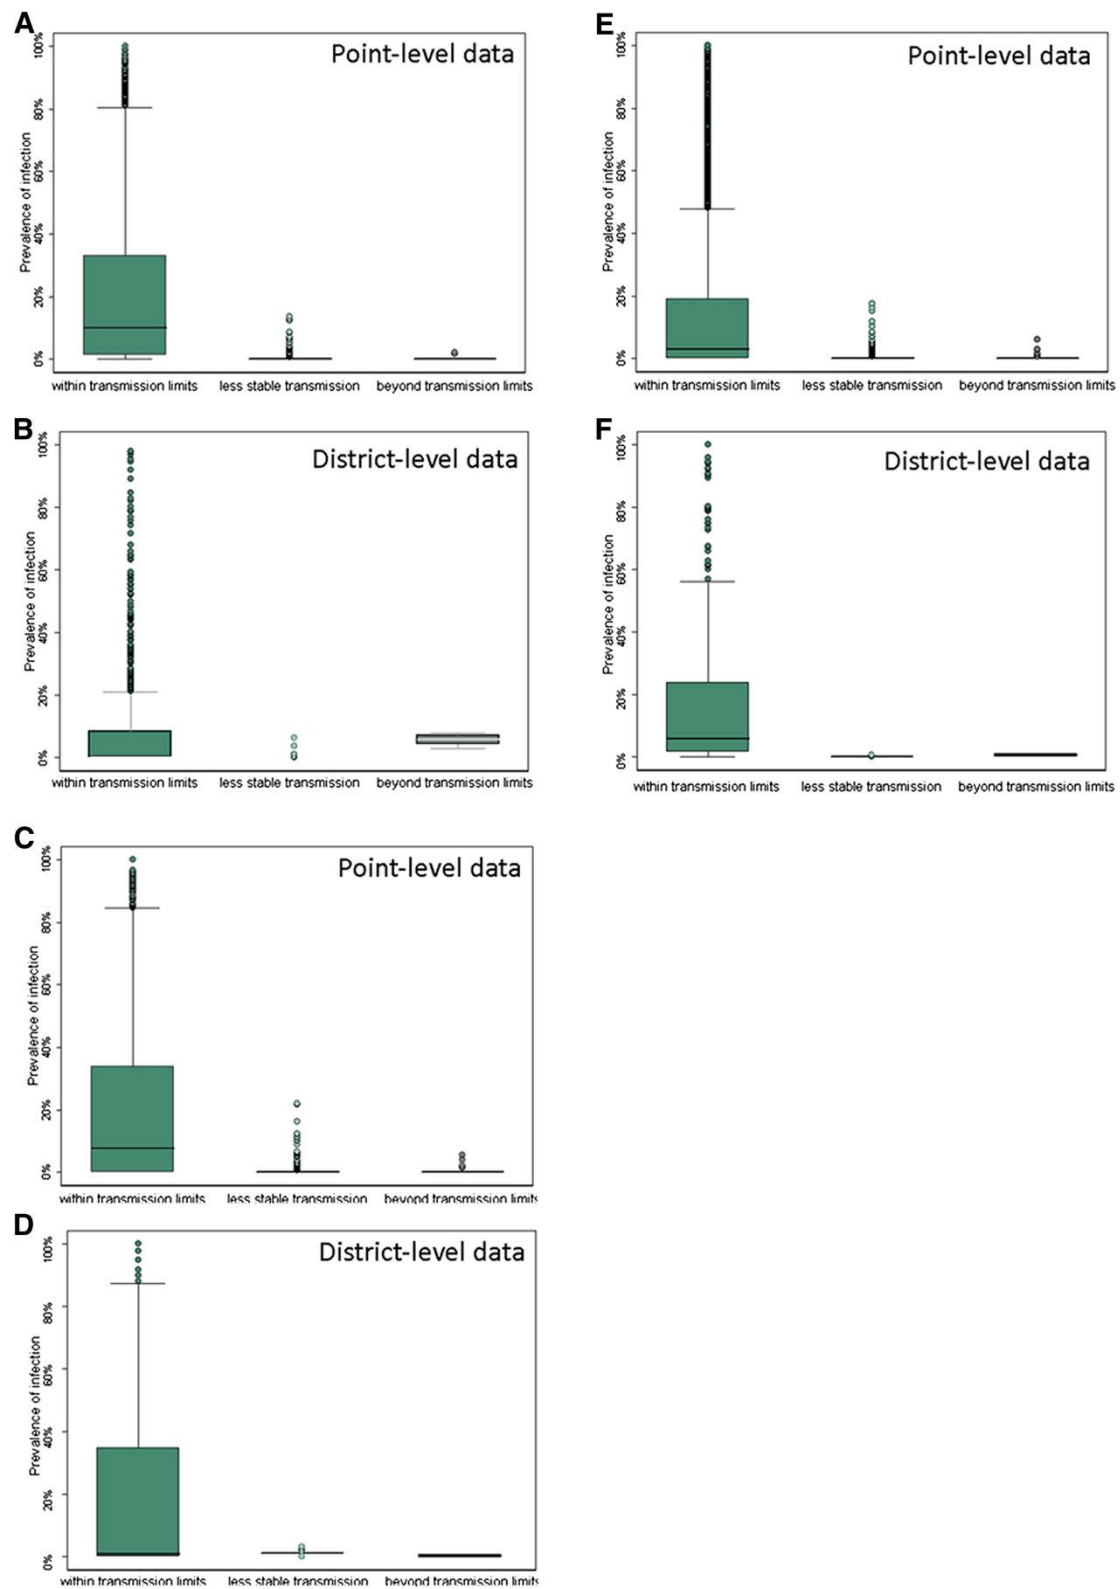 A
Point-level data
Prevalence of infection
100%
80%
60%
40%
20%
0%
within transmission limits less stable transmission beyond transmission limits
B
District-level data
Prevalence of infection
100%
80%
60%
40%
20%
0%
within transmission limits less stable transmission beyond transmission limits
C
Point-level data
Prevalence of infection
100%
80%
60%
40%
20%
0%
within transmission limits less stable transmission beyond transmission limits
D
District-level data
Prevalence of infection
100%
80%
60%
40%
20%
0%
within transmission limits less stable transmission beyond transmission limits
E
Point-level data
Prevalence of infection
100%
80%
60%
40%
20%
0%
within transmission limits less stable transmission beyond transmission limits
F
District-level data
Prevalence of infection
100%
80%
60%
40%
20%
0%
within transmission limits less stable transmission beyond transmission limits